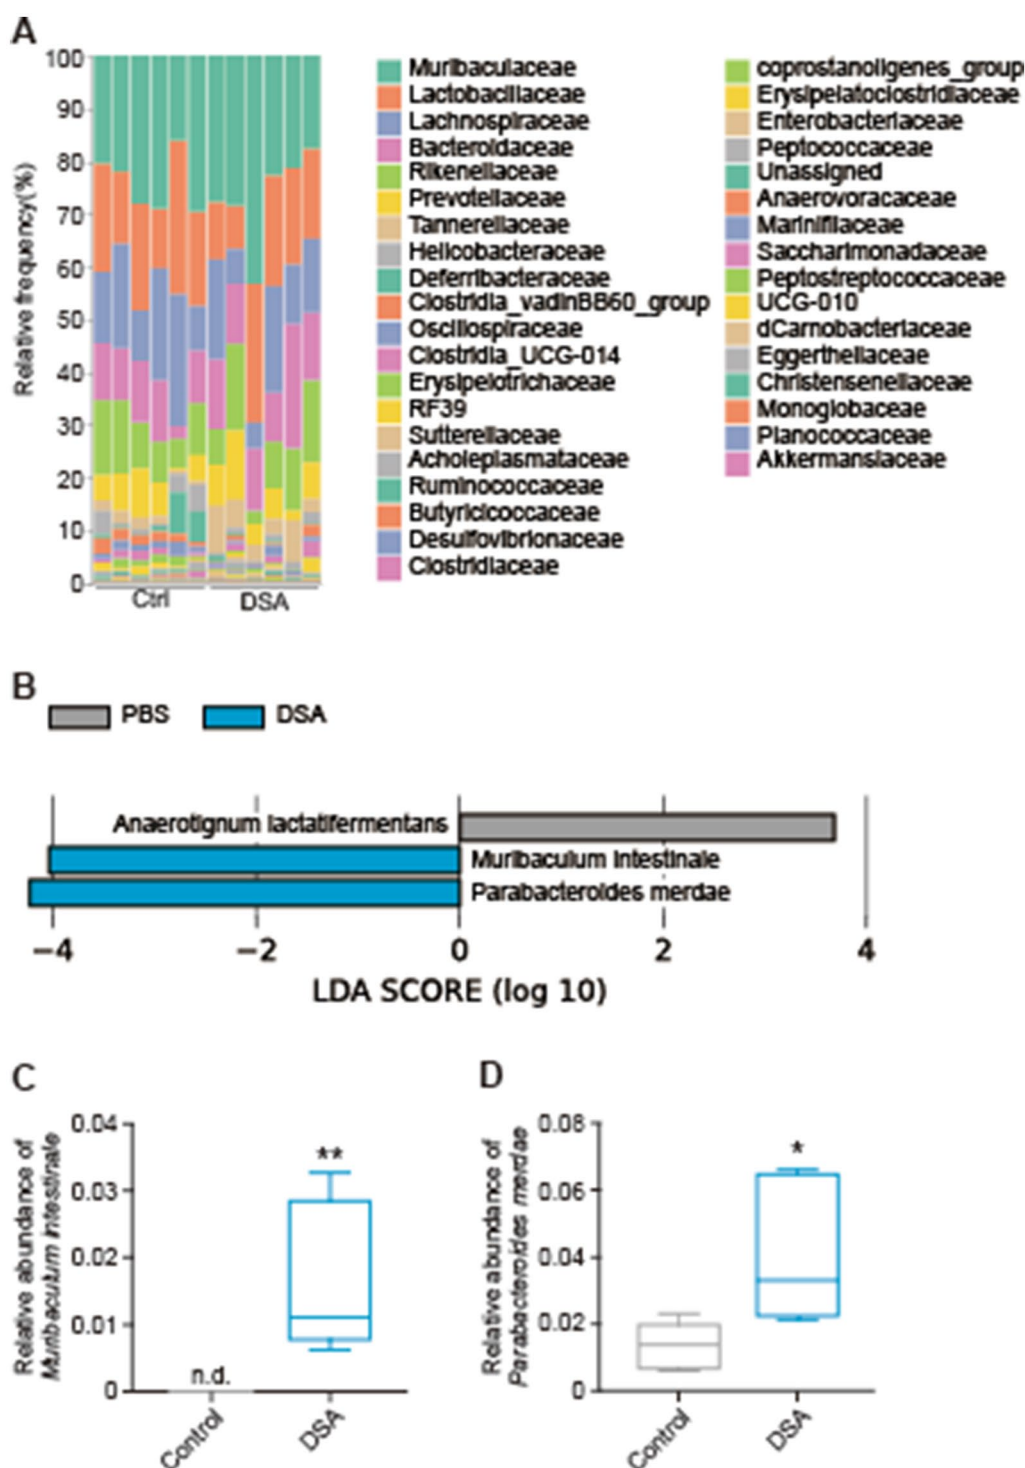 A
100
90
80
70
60
50
40
30
20
10
0
Relative frequency(%)
Ctrl
DSA
Muribaculaceae
Lactobacillaceae
Lachnospiraceae
Bacteroidaceae
Rikenellaceae
Prevotellaceae
Tannerellaceae
Helicobacteraceae
Deferribacteraceae
Clostridia_vadinBB60_group
Oscillospiraceae
Clostridia_UCG-014
Erysipelotrichaceae
RF39
Sutterellaceae
Acholeplasmataceae
Ruminococcaceae
Butyricicoccaceae
Desulfovibrionaceae
Clostridiaceae
coprostanoligenes_group
Erysipelatoclostridiaceae
Enterobacteriaceae
Peptococcaceae
Unassigned
Anaerovoracaceae
Marinifilaceae
Saccharimonadaceae
Peptostreptococcaceae
UCG-010
dCarnobacteriaceae
Eggerthellaceae
Christensenellaceae
Monoglobaceae
Planococcaceae
Akkermansiaceae
B
PBS
DSA
Anaerotignum lactatifermentans
Muribaculum intestinale
Parabacteroides merdae
−4
−2
0
2
4
LDA SCORE (log 10)
C
Relative abundance of
Muribaculum intestinale
0.04
0.03
0.02
0.01
0
n.d.
**
Control
DSA
D
Relative abundance of
Parabacteroides merdae
0.08
0.06
0.04
0.02
0
*
Control
DSA